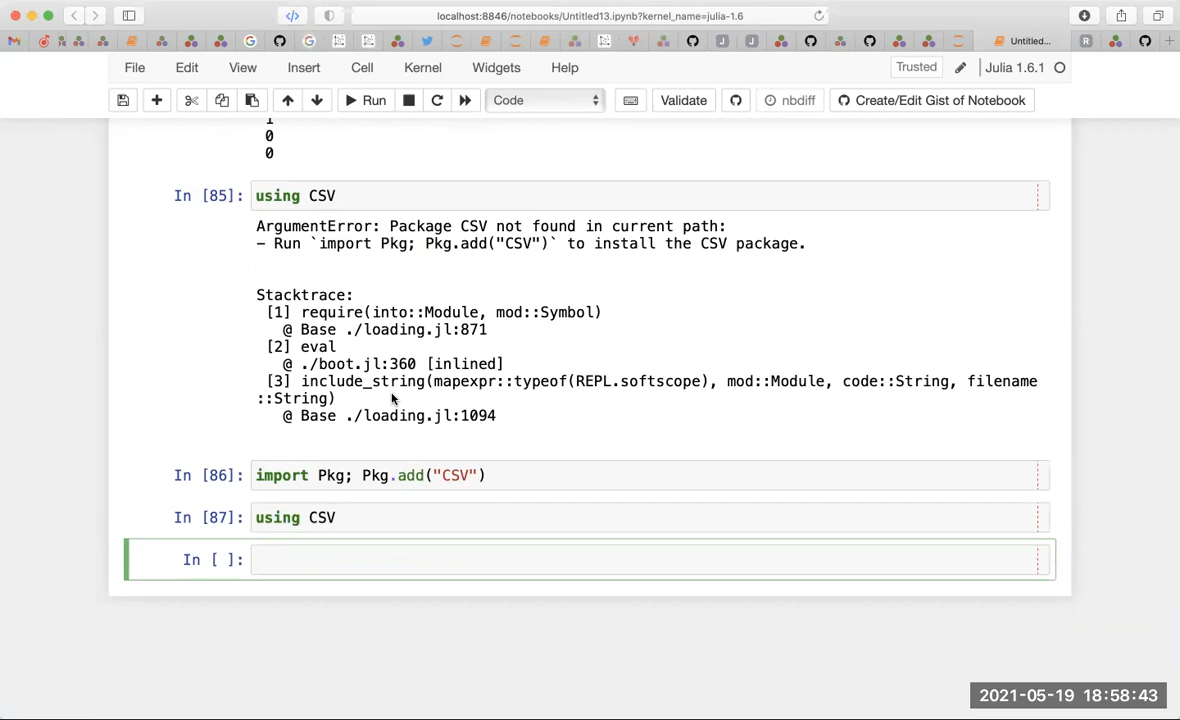 localhost:8846/notebooks/Untitled13.ipynb?kernel_name=julia-1.6
Untitled...
File Edit View Insert Cell Kernel Widgets Help Trusted Julia 1.6.1
Run Code Validate nbdiff Create/Edit Gist of Notebook
1
0
0
In [85]: using CSV
ArgumentError: Package CSV not found in current path:
- Run `import Pkg; Pkg.add("CSV")` to install the CSV package.
Stacktrace:
[1] require(into::Module, mod::Symbol)
@ Base ./loading.jl:871
[2] eval
@ ./boot.jl:360 [inlined]
[3] include_string(mapexpr::typeof(REPL.softscope), mod::Module, code::String, filename
::String)
@ Base ./loading.jl:1094
In [86]: import Pkg; Pkg.add("CSV")
In [87]: using CSV
In [ ]:
2021-05-19 18:58:43